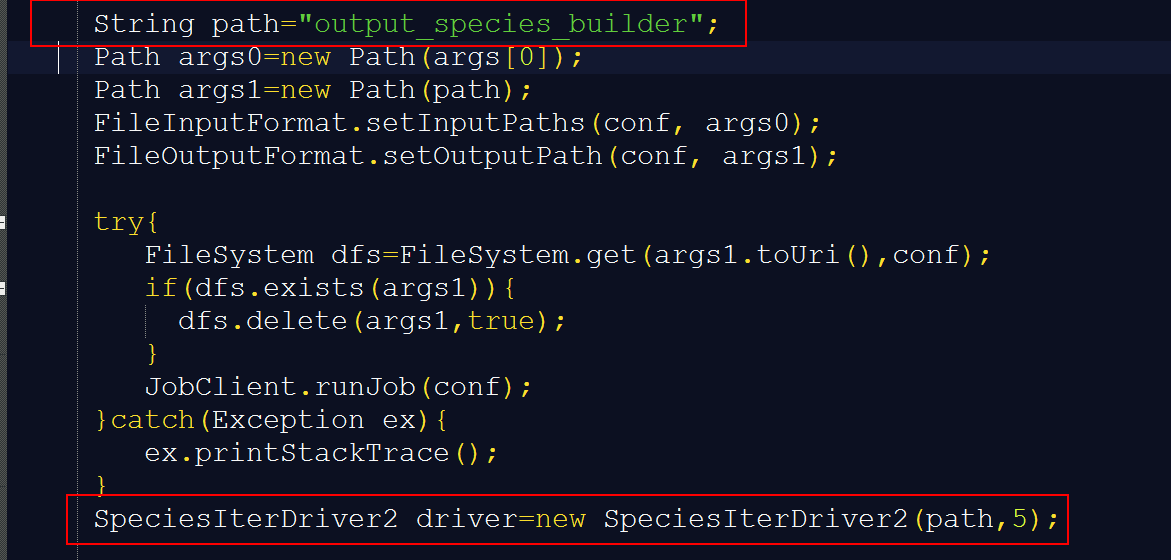 String path="output_species_builder";
Path args0=new Path(args[0]);
Path args1=new Path(path);
FileInputFormat.setInputPaths(conf, args0);
FileOutputFormat.setOutputPath(conf, args1);
try{
FileSystem dfs=FileSystem.get(args1.toUri(),conf);
if(dfs.exists(args1)){
dfs.delete(args1,true);
}
JobClient.runJob(conf);
}catch(Exception ex){
ex.printStackTrace();
}
SpeciesIterDriver2 driver=new SpeciesIterDriver2(path,5);